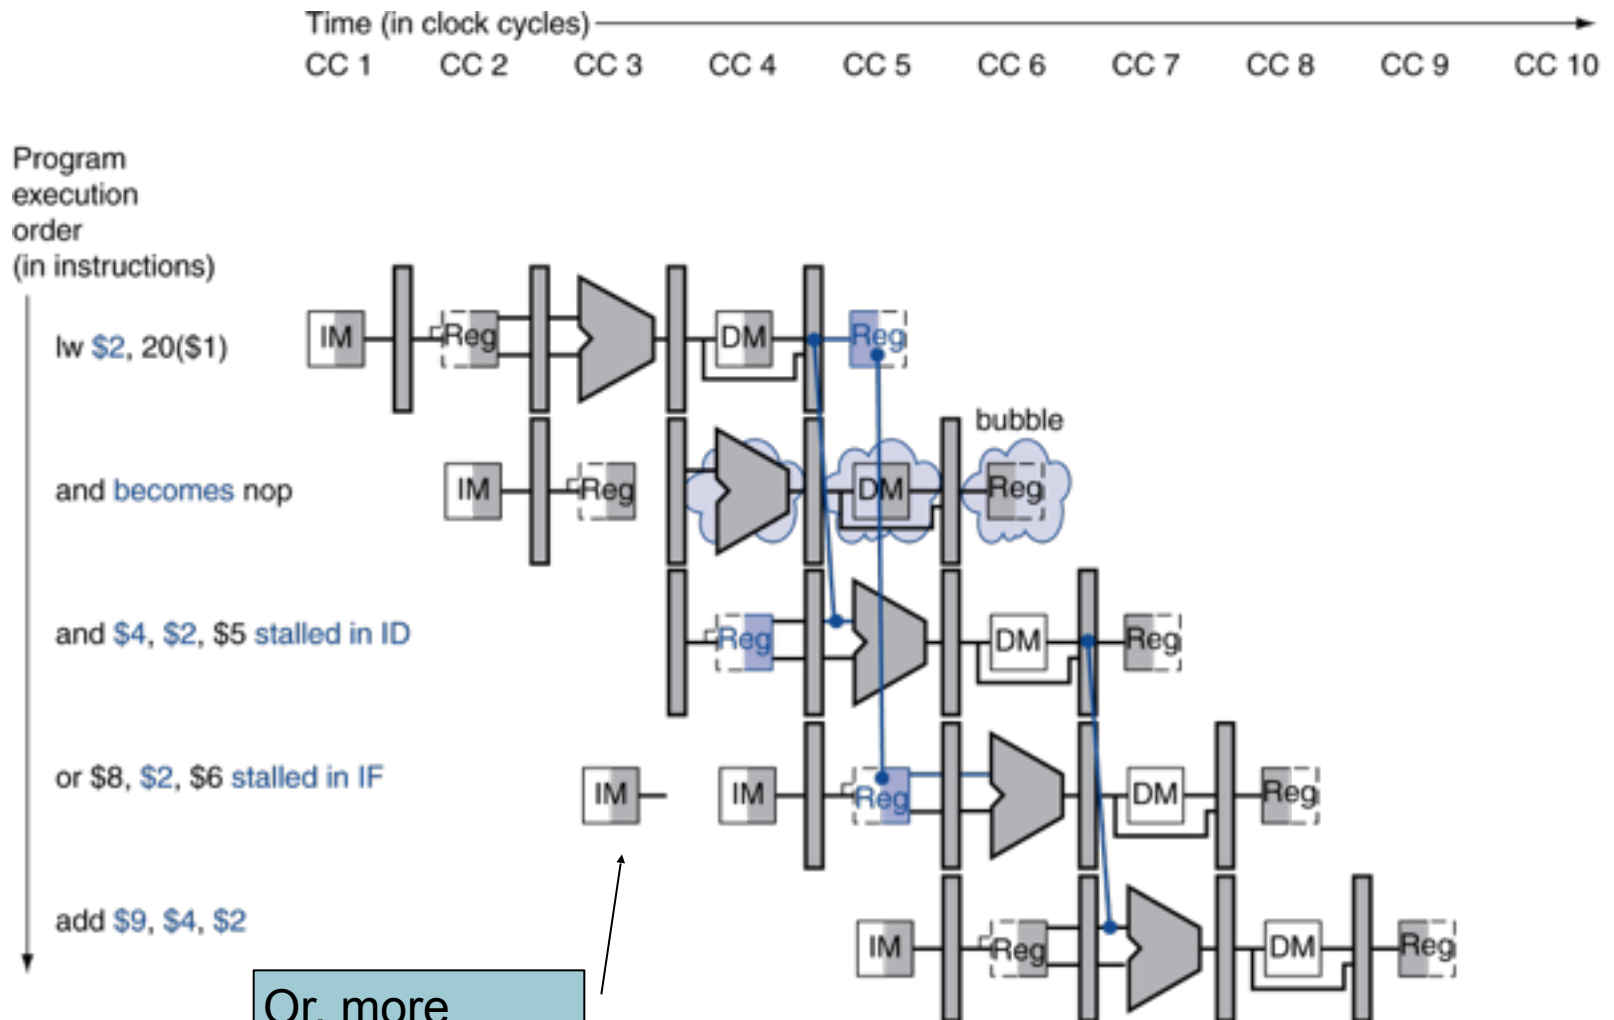 Time (in clock cycles)
CC 1 CC 2 CC 3 CC 4 CC 5 CC 6 CC 7 CC 8 CC 9 CC 10
Program
execution
order
(in instructions)
lw $2, 20($1)
IM Reg DM Reg
bubble
and becomes nop
IM Reg DM Reg
and $4, $2, $5 stalled in ID
Reg DM Reg
or $8, $2, $6 stalled in IF
IM IM Reg DM Reg
add $9, $4, $2
IM Reg DM Reg
Or, more